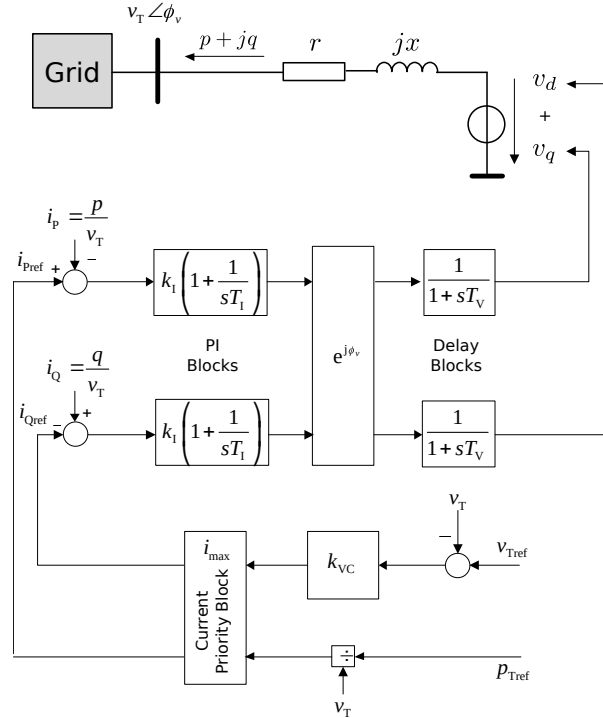 v_T∠ϕ_v
Grid
p + jq
r
jx
v_d
+
v_q
i_P = p/v_T
i_Pref
+
−
k_I(1+1/(sT_I))
1/(1+sT_V)
PI
Blocks
e^{jϕ_v}
Delay
Blocks
i_Q = q/v_T
i_Qref
−
+
k_I(1+1/(sT_I))
1/(1+sT_V)
v_T
−
v_Tref
i_max
k_VC
Current
Priority Block
÷
p_Tref
v_T